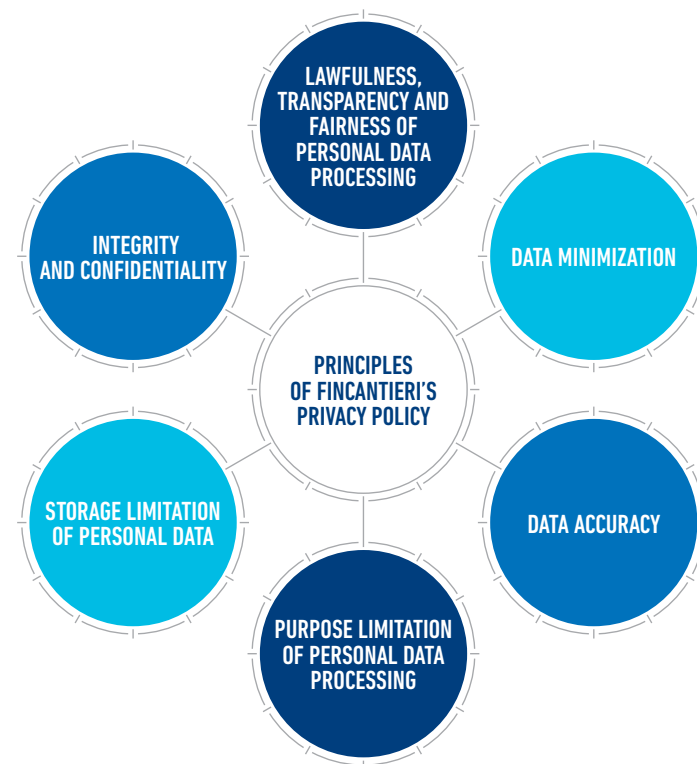 LAWFULNESS,
TRANSPARENCY AND
FAIRNESS OF
PERSONAL DATA
PROCESSING
INTEGRITY
AND CONFIDENTIALITY
DATA MINIMIZATION
PRINCIPLES
OF FINCANTIERI'S
PRIVACY POLICY
STORAGE LIMITATION
OF PERSONAL DATA
DATA ACCURACY
PURPOSE LIMITATION
OF PERSONAL DATA
PROCESSING